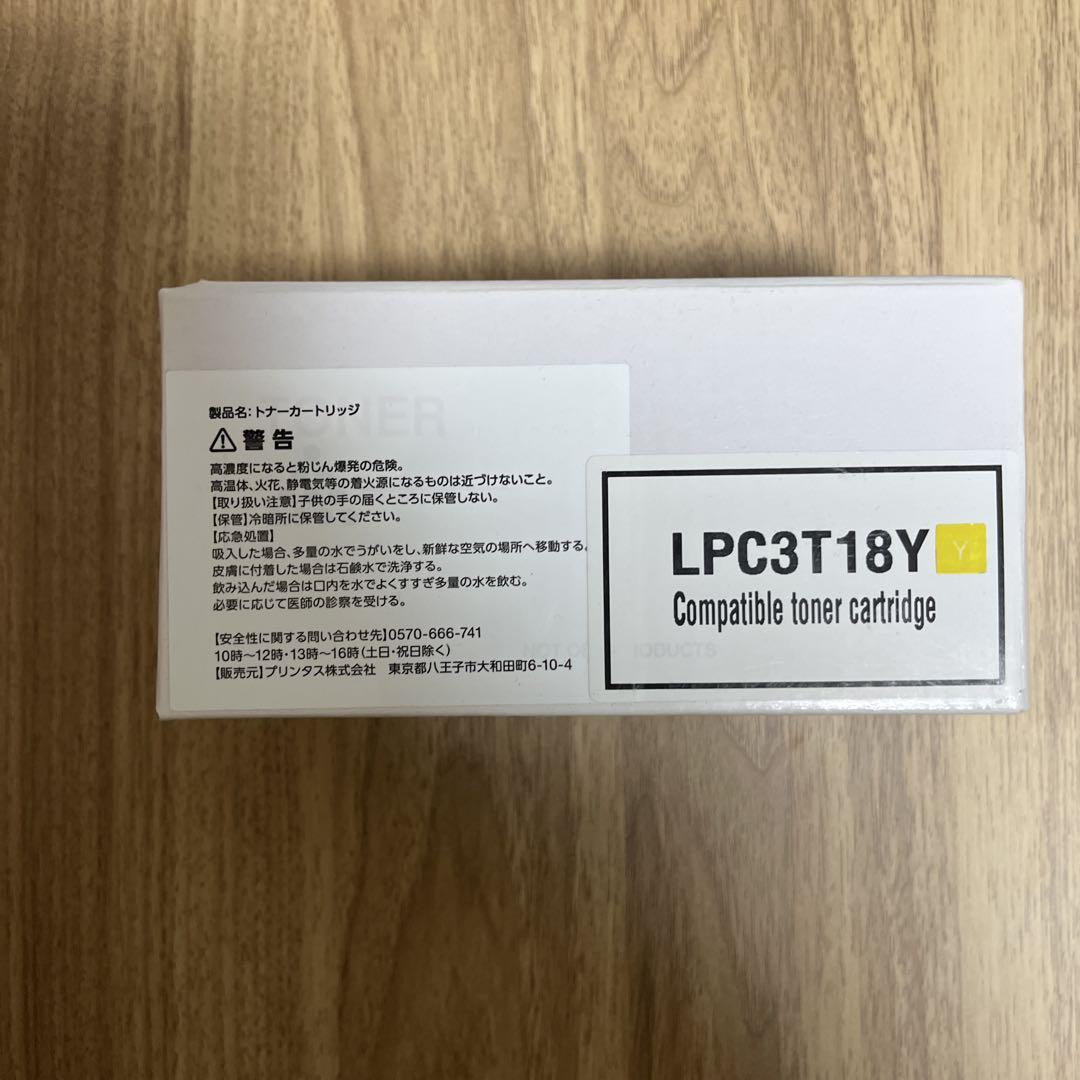 製品名:トナーカートリッジ
警告
高濃度になると粉じん爆発の危険。
高温体、火花、静電気等の着火源になるものは近づけないこと。
【取り扱い注意】子供の手の届くところに保管しない。
【保管】冷暗所に保管してください。
【応急処置】
吸入した場合、多量の水でうがいをし、新鮮な空気の場所へ移動する。
皮膚に付着した場合は石鹸水で洗浄する。
飲み込んだ場合は口内を水でよくすすぎ多量の水を飲む。
必要に応じて医師の診察を受ける。
【安全性に関する問い合わせ先】0570-666-741
10時〜12時・13時〜16時(土日・祝日除く)
【販売元】プリンタス株式会社 東京都八王子市大和田町6-10-4
LPC3T18Y Y
Compatible toner cartridge